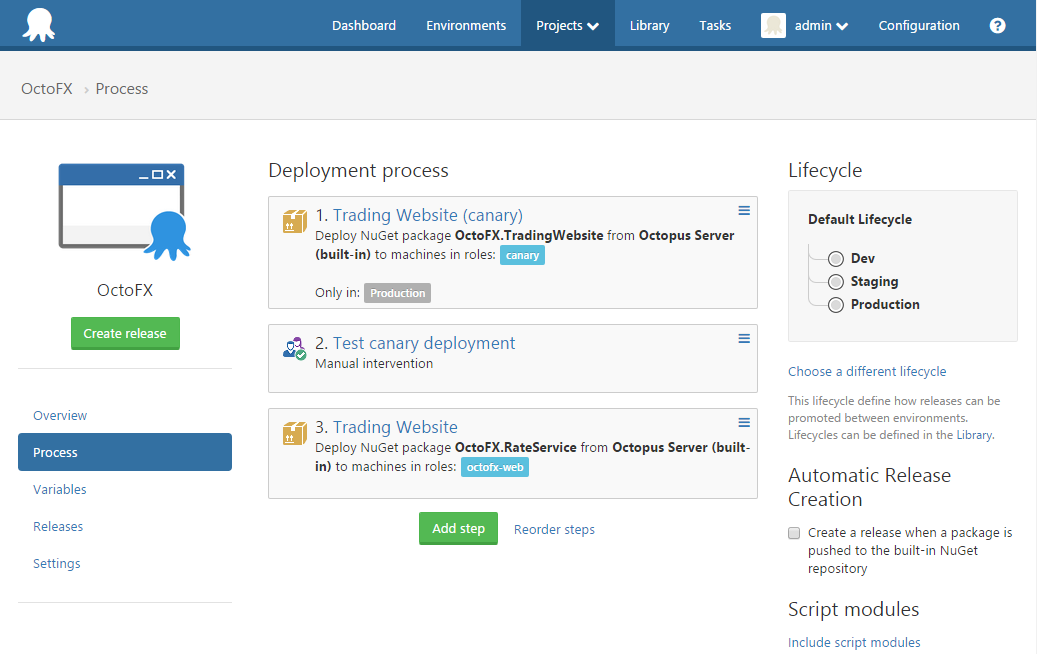 Dashboard Environments Projects Library Tasks admin Configuration ?
OctoFX › Process
OctoFX
Create release
Overview
Process
Variables
Releases
Settings
Deployment process
1. Trading Website (canary)
Deploy NuGet package OctoFX.TradingWebsite from Octopus Server
(built-in) to machines in roles: canary
Only in: Production
2. Test canary deployment
Manual intervention
3. Trading Website
Deploy NuGet package OctoFX.RateService from Octopus Server (built-
in) to machines in roles: octofx-web
Add step Reorder steps
Lifecycle
Default Lifecycle
Dev
Staging
Production
Choose a different lifecycle
This lifecycle define how releases can be
promoted between environments.
Lifecycles can be defined in the Library.
Automatic Release
Creation
Create a release when a package is
pushed to the built-in NuGet
repository
Script modules
Include script modules